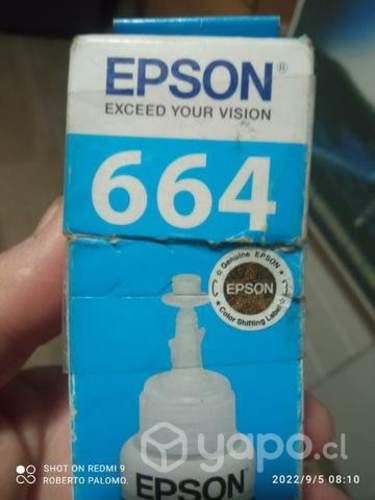 EPSON®
EXCEED YOUR VISION
664
Genuine EPSON
EPSON
Color Shifting Label
EPSON
yapo.cl
SHOT ON REDMI 9
ROBERTO PALOMO.
2022/9/5 08:10